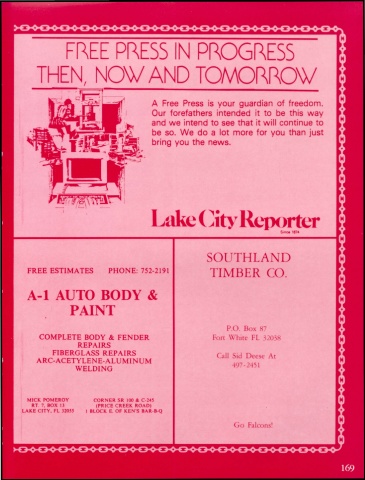 FREE PRESS IN PROGRESS
THEN, NOW AND TOMORROW
A Free Press is your guardian of freedom.
Our forefathers intended it to be this way
and we intend to see that it will continue to
be so. We do a lot more for you than just
bring you the news.
Lake City Reporter
Since 1874
FREE ESTIMATES PHONE: 752-2191
A-1 AUTO BODY &
PAINT
COMPLETE BODY & FENDER
REPAIRS
FIBERGLASS REPAIRS
ARC-ACETYLENE-ALUMINUM
WELDING
MICK POMEROY
RT. 7, BOX 13
LAKE CITY, FL 32055
CORNER SR 100 & C-245
(PRICE CREEK ROAD)
1 BLOCK E. OF KEN'S BAR-B-Q
SOUTHLAND
TIMBER CO.
P.O. Box 87
Fort White Fl. 32038
Call Sid Deese At
497-2451
Go Falcons!
169